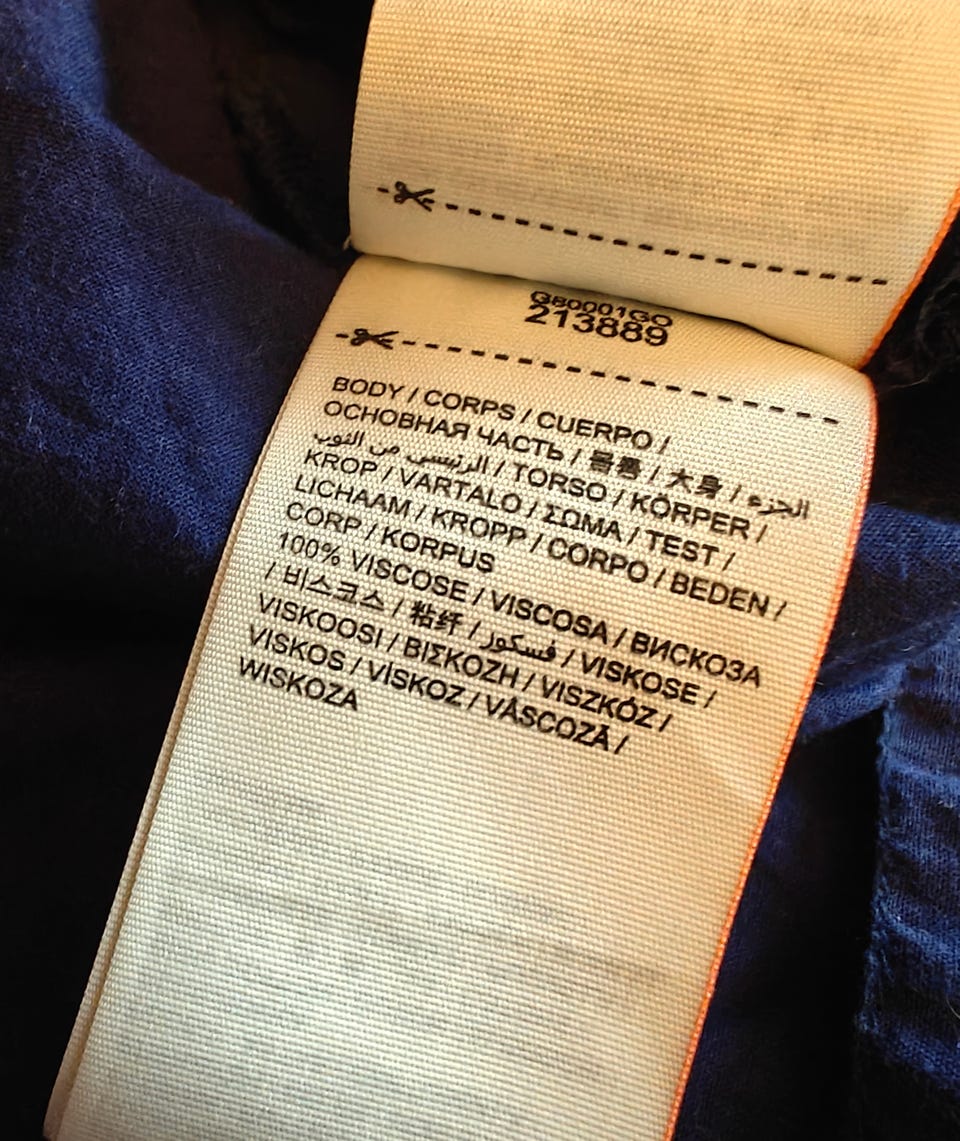 G80001GO
213889
BODY / CORPS / CUERPO /
ОСНОВНАЯ ЧАСТЬ / 몸통 / 大身 / الجزء
الرئيسي من الثوب / TORSO / KÖRPER /
KROP / VARTALO / ΣΩΜΑ / TEST /
LICHAAM / KROPP / CORPO / BEDEN /
CORP / KORPUS
100% VISCOSE / VISCOSA / ВИСКОЗА
/ 비스코스 / 粘纤 / فسكوز / VISKOSE /
VISKOOSI / ΒΙΣΚΟΖΗ / VISZKÓZ /
VISKOS / VİSKOZ / VÂSCOZĂ /
WISKOZA